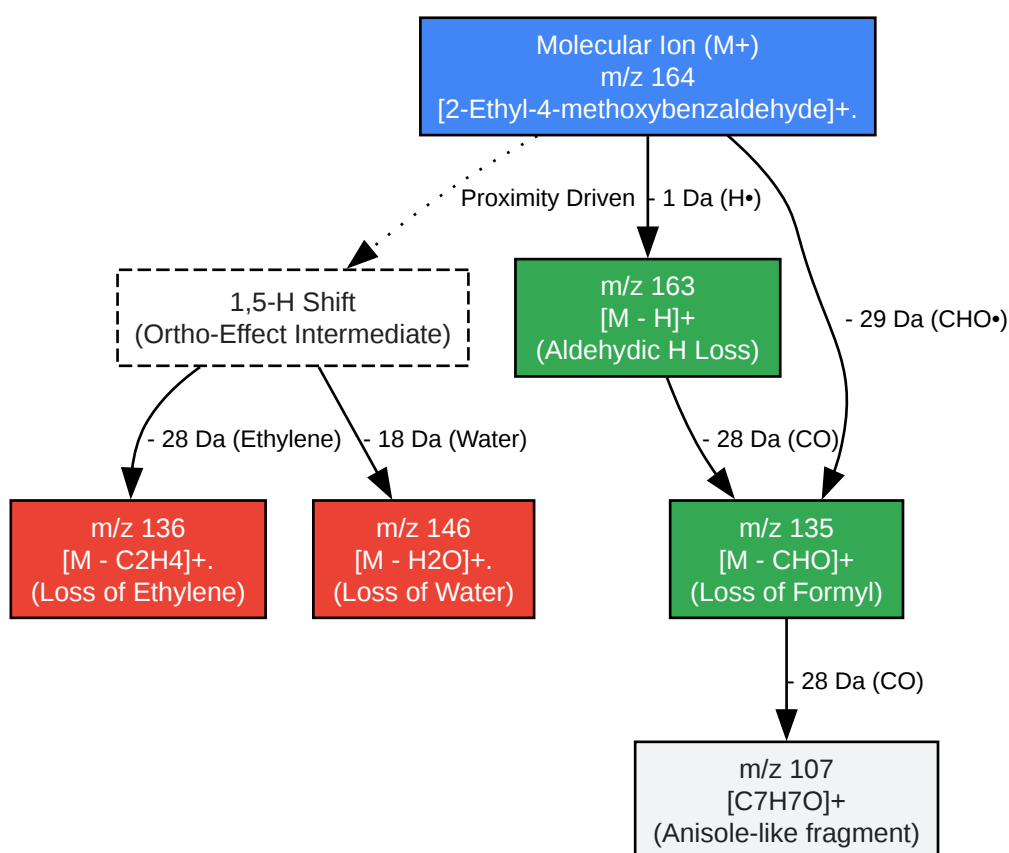 Molecular Ion (M+)
m/z 164
[2-Ethyl-4-methoxybenzaldehyde]+.
Proximity Driven
- 1 Da (H•)
- 29 Da (CHO•)
1,5-H Shift
(Ortho-Effect Intermediate)
m/z 163
[M - H]+
(Aldehydic H Loss)
- 28 Da (Ethylene)
- 18 Da (Water)
- 28 Da (CO)
m/z 136
[M - C2H4]+.
(Loss of Ethylene)
m/z 146
[M - H2O]+.
(Loss of Water)
m/z 135
[M - CHO]+
(Loss of Formyl)
- 28 Da (CO)
m/z 107
[C7H7O]+
(Anisole-like fragment)